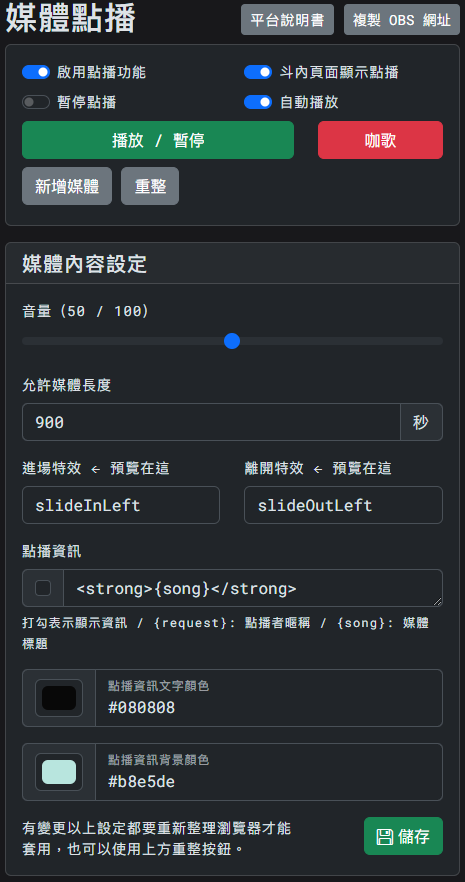 媒體點播
平台說明書
複製 OBS 網址
啟用點播功能
斗內頁面顯示點播
暫停點播
自動播放
播放 / 暫停
咖歌
新增媒體
重整
媒體內容設定
音量 (50 / 100)
允許媒體長度
900
秒
進場特效 ← 預覽在這
離開特效 ← 預覽在這
slideInLeft
slideOutLeft
點播資訊
<strong>{song}</strong>
打勾表示顯示資訊 / {request}: 點播者暱稱 / {song}: 媒體
標題
點播資訊文字顏色
#080808
點播資訊背景顏色
#b8e5de
有變更以上設定都要重新整理瀏覽器才能
套用，也可以使用上方重整按鈕。
儲存